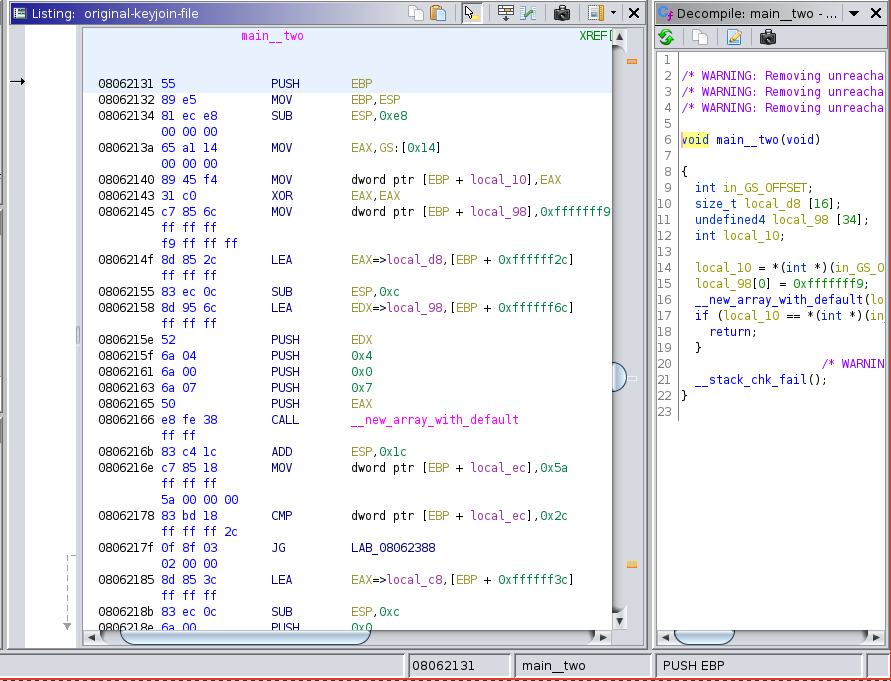 Listing: original-keyjoin-file
main__two XREF[
08062131 55 PUSH EBP
08062132 89 e5 MOV EBP,ESP
08062134 81 ec e8 SUB ESP,0xe8
00 00 00
0806213a 65 a1 14 MOV EAX,GS:[0x14]
00 00 00
08062140 89 45 f4 MOV dword ptr [EBP + local_10],EAX
08062143 31 c0 XOR EAX,EAX
08062145 c7 85 6c MOV dword ptr [EBP + local_98],0xfffffff9
ff ff ff
f9 ff ff ff
0806214f 8d 85 2c LEA EAX=>local_d8,[EBP + 0xffffff2c]
ff ff ff
08062155 83 ec 0c SUB ESP,0xc
08062158 8d 95 6c LEA EDX=>local_98,[EBP + 0xffffff6c]
ff ff ff
0806215e 52 PUSH EDX
0806215f 6a 04 PUSH 0x4
08062161 6a 00 PUSH 0x0
08062163 6a 07 PUSH 0x7
08062165 50 PUSH EAX
08062166 e8 fe 38 CALL __new_array_with_default
ff ff
0806216b 83 c4 1c ADD ESP,0x1c
0806216e c7 85 18 MOV dword ptr [EBP + local_ec],0x5a
ff ff ff
5a 00 00 00
08062178 83 bd 18 CMP dword ptr [EBP + local_ec],0x2c
ff ff ff 2c
0806217f 0f 8f 03 JG LAB_08062388
02 00 00
08062185 8d 85 3c LEA EAX=>local_c8,[EBP + 0xffffff3c]
ff ff ff
0806218b 83 ec 0c SUB ESP,0xc
0806218e 6a 00 PUSH 0x0
Decompile: main__two - ...
1
2 /* WARNING: Removing unreacha
3 /* WARNING: Removing unreacha
4 /* WARNING: Removing unreacha
5
6 void main__two(void)
7
8 {
9 int in_GS_OFFSET;
10 size_t local_d8 [16];
11 undefined4 local_98 [34];
12 int local_10;
13
14 local_10 = *(int *)(in_GS_O
15 local_98[0] = 0xfffffff9;
16 __new_array_with_default(lo
17 if (local_10 == *(int *)(in_
18 return;
19 }
20 /* WARNIN
21 __stack_chk_fail();
22 }
23
08062131 main__two PUSH EBP